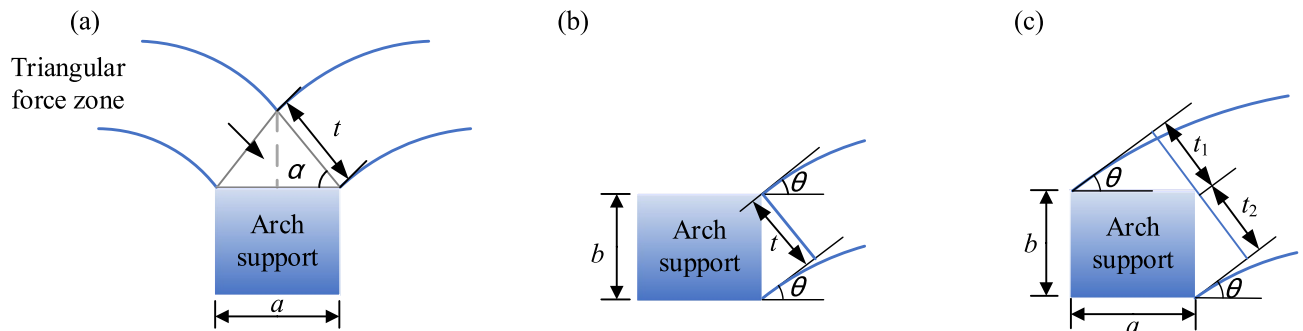 (a)
Triangular
force zone
t
α
Arch
support
a
(b)
θ
b
Arch
support
t
θ
(c)
t₁
θ
t₂
b
Arch
support
θ
a